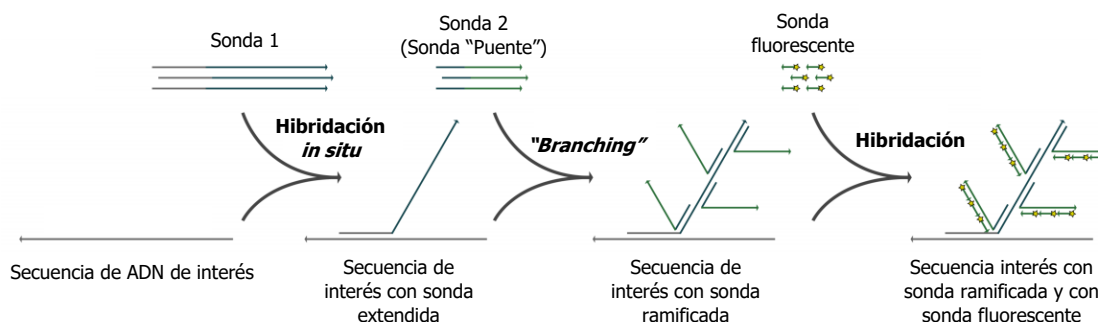 Sonda 1
Sonda 2
(Sonda “Puente”)
Sonda
fluorescente
Hibridación
in situ
“Branching”
Hibridación
Secuencia de ADN de interés
Secuencia de
interés con sonda
extendida
Secuencia de
interés con sonda
ramificada
Secuencia interés con
sonda ramificada y con
sonda fluorescente